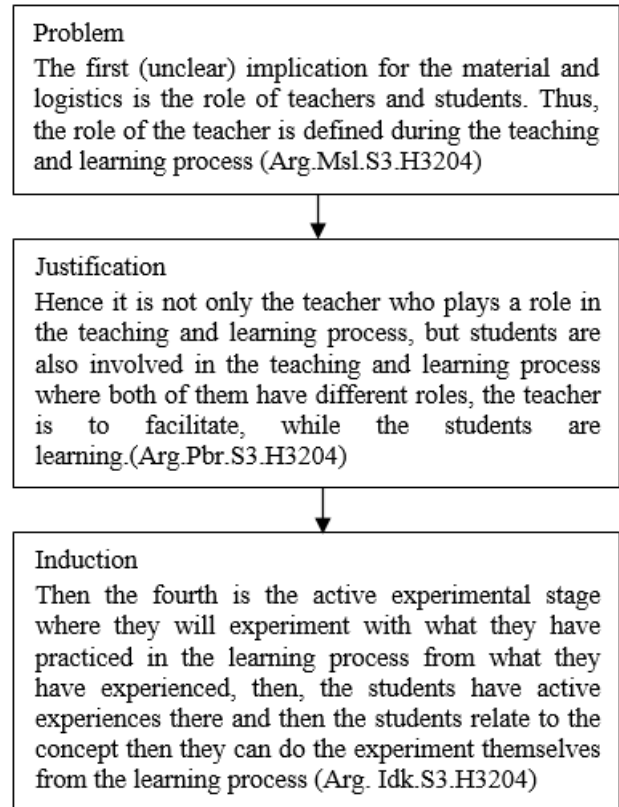 Problem
The first (unclear) implication for the material and
logistics is the role of teachers and students. Thus,
the role of the teacher is defined during the teaching
and learning process (Arg.Msl.S3.H3204)
Justification
Hence it is not only the teacher who plays a role in
the teaching and learning process, but students are
also involved in the teaching and learning process
where both of them have different roles, the teacher
is to facilitate, while the students are
learning.(Arg.Pbr.S3.H3204)
Induction
Then the fourth is the active experimental stage
where they will experiment with what they have
practiced in the learning process from what they
have experienced, then, the students have active
experiences there and then the students relate to the
concept then they can do the experiment themselves
from the learning process (Arg. Idk.S3.H3204)